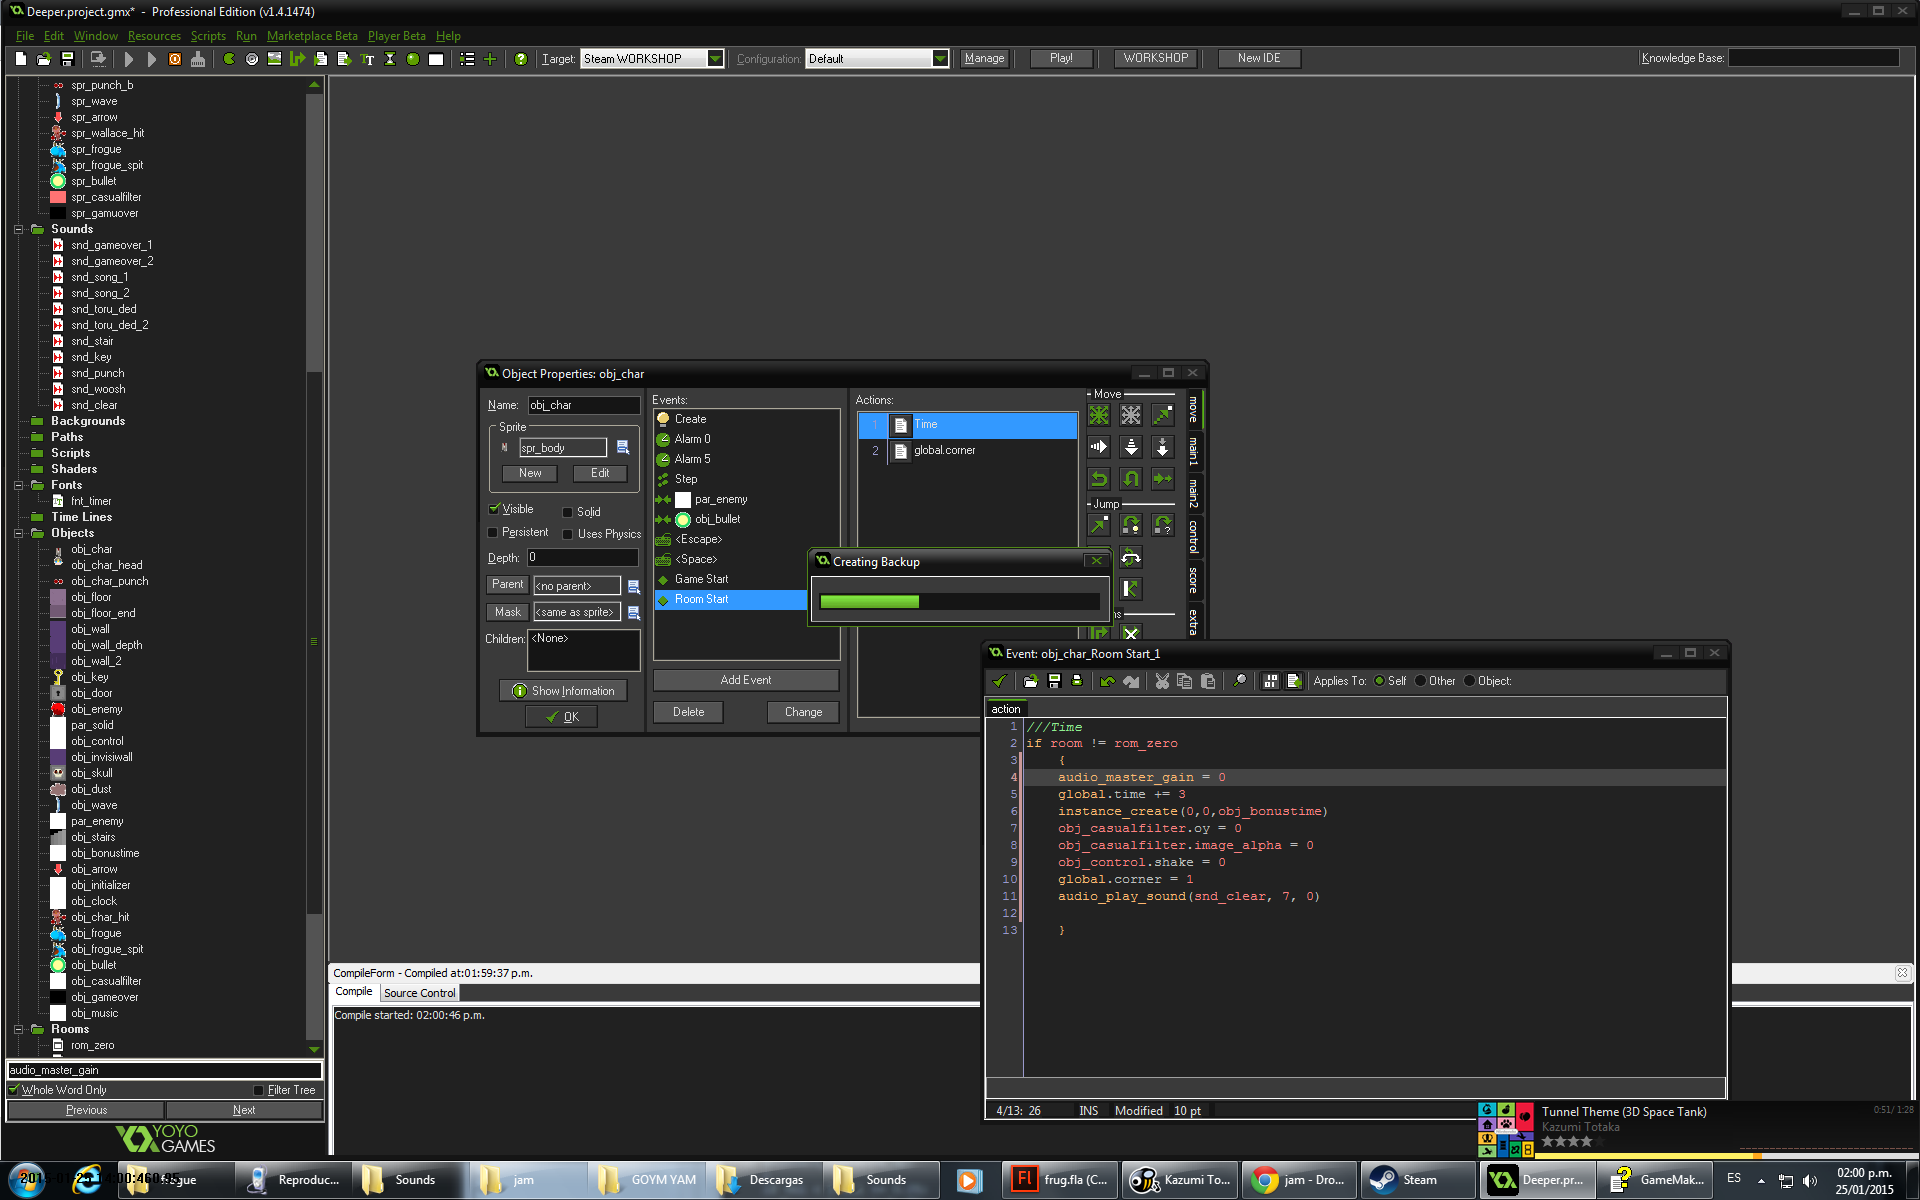 Deeper.project.gmx* - Professional Edition (v1.4.1474)
File Edit Window Resources Scripts Run Marketplace Beta Player Beta Help
Target: Steam WORKSHOP Configuration: Default Manage Play! WORKSHOP New IDE Knowledge Base:
spr_punch_b
spr_wave
spr_arrow
spr_wallace_hit
spr_frogue
spr_frogue_spit
spr_bullet
spr_casualfilter
spr_gamuover
Sounds
snd_gameover_1
snd_gameover_2
snd_song_1
snd_song_2
snd_toru_ded
snd_toru_ded_2
snd_stair
snd_key
snd_punch
snd_woosh
snd_clear
Backgrounds
Paths
Scripts
Shaders
Fonts
fnt_timer
Time Lines
Objects
obj_char
obj_char_head
obj_char_punch
obj_floor
obj_floor_end
obj_wall
obj_wall_depth
obj_wall_2
obj_key
obj_door
obj_enemy
par_solid
obj_control
obj_invisiwall
obj_skull
obj_dust
obj_wave
par_enemy
obj_stairs
obj_bonustime
obj_arrow
obj_initializer
obj_clock
obj_char_hit
obj_frogue
obj_frogue_spit
obj_bullet
obj_casualfilter
obj_gameover
obj_music
Rooms
rom_zero
audio_master_gain
Whole Word Only Filter Tree
Previous Next
YOYO GAMES
Object Properties: obj_char
Name: obj_char
Sprite
spr_body
New Edit
Visible Solid
Persistent Uses Physics
Depth: 0
Parent <no parent>
Mask <same as sprite>
Children: <None>
Show Information
OK
Events:
Create
Alarm 0
Alarm 5
Step
par_enemy
obj_bullet
<Escape>
<Space>
Game Start
Room Start
Add Event
Delete Change
Actions:
1 Time
2 global.corner
Move
Jump
move
main1
main2
control
score
extra
Creating Backup
Event: obj_char_Room Start_1
Applies To: Self Other Object:
action
1 ///Time
2 if room != rom_zero
3 {
4 audio_master_gain = 0
5 global.time += 3
6 instance_create(0,0,obj_bonustime)
7 obj_casualfilter.oy = 0
8 obj_casualfilter.image_alpha = 0
9 obj_control.shake = 0
10 global.corner = 1
11 audio_play_sound(snd_clear, 7, 0)
12
13 }
4/13: 26 INS Modified 10 pt
CompileForm - Compiled at:01:59:37 p.m.
Compile Source Control
Compile started: 02:00:46 p.m.
Tunnel Theme (3D Space Tank) 0:51/ 1:28
Kazumi Totaka
Reproduc... Sounds jam GOYM YAM Descargas Sounds frug.fla (C... Kazumi To... jam - Dro... Steam Deeper.pr... GameMak... ES 02:00 p.m.
25/01/2015